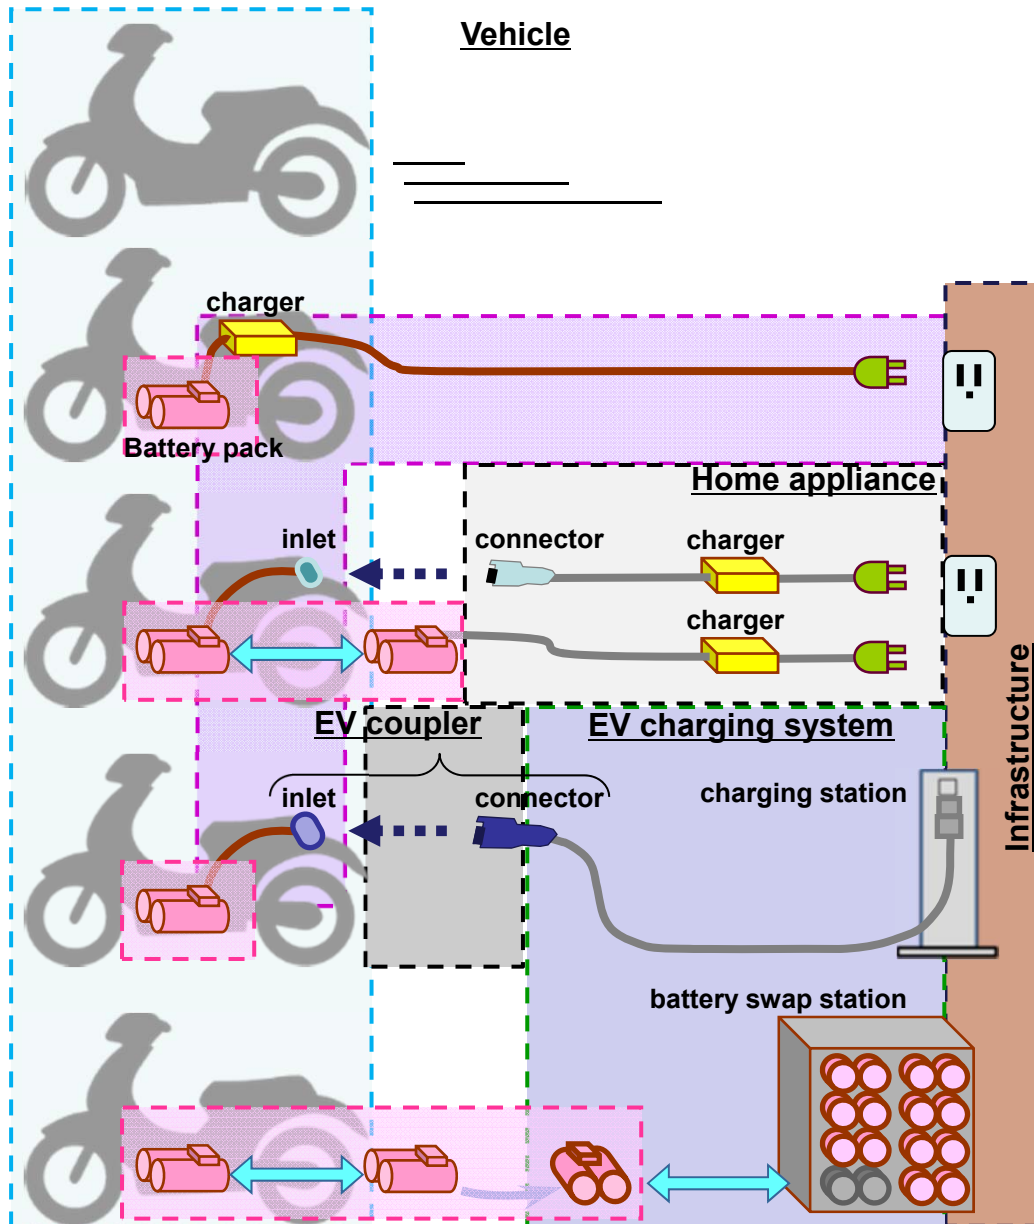 Vehicle
charger
Battery pack
Home appliance
inlet
connector
charger
charger
Infrastructure
EV coupler
EV charging system
inlet
connector
charging station
battery swap station